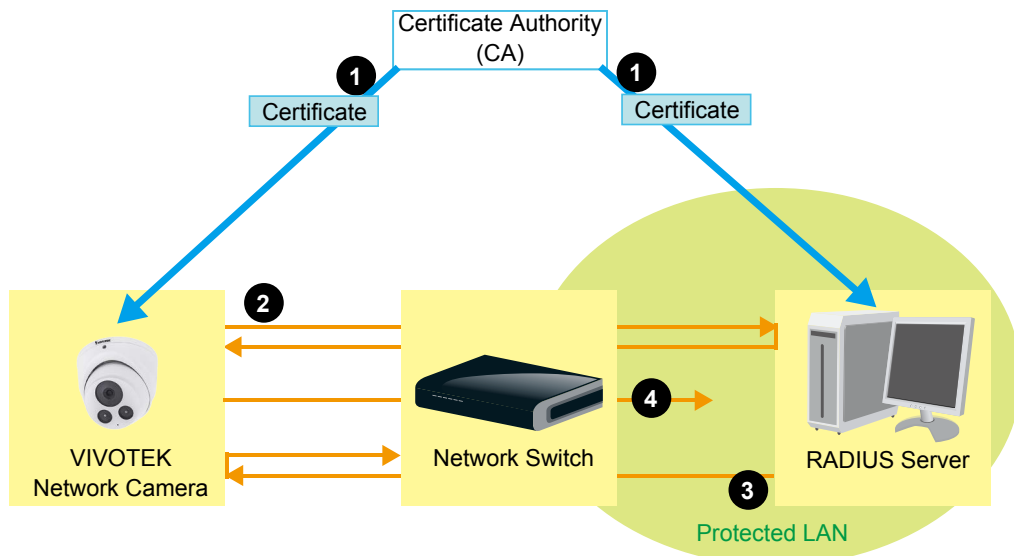 Certificate Authority
(CA)
1
1
Certificate
Certificate
2
4
VIVOTEK
Network Camera
Network Switch
RADIUS Server
3
Protected LAN